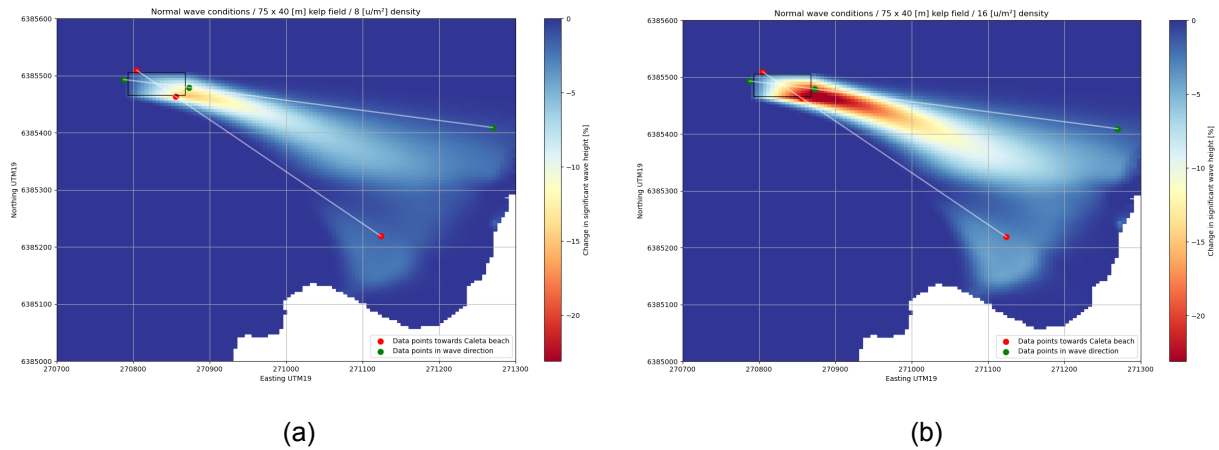 Normal wave conditions / 75 x 40 [m] kelp field / 8 [u/m²] density
6385600
6385500
6385400
6385300
6385200
6385100
6385000
Northing UTM19
270700
270800
270900
271000
271100
271200
271300
Easting UTM19
Data points towards Caleta beach
Data points in wave direction
0
−5
−10
−15
−20
Change in significant wave height [%]
(a)
Normal wave conditions / 75 x 40 [m] kelp field / 16 [u/m²] density
6385600
6385500
6385400
6385300
6385200
6385100
6385000
Northing UTM19
270700
270800
270900
271000
271100
271200
271300
Easting UTM19
Data points towards Caleta beach
Data points in wave direction
0
−5
−10
−15
−20
Change in significant wave height [%]
(b)